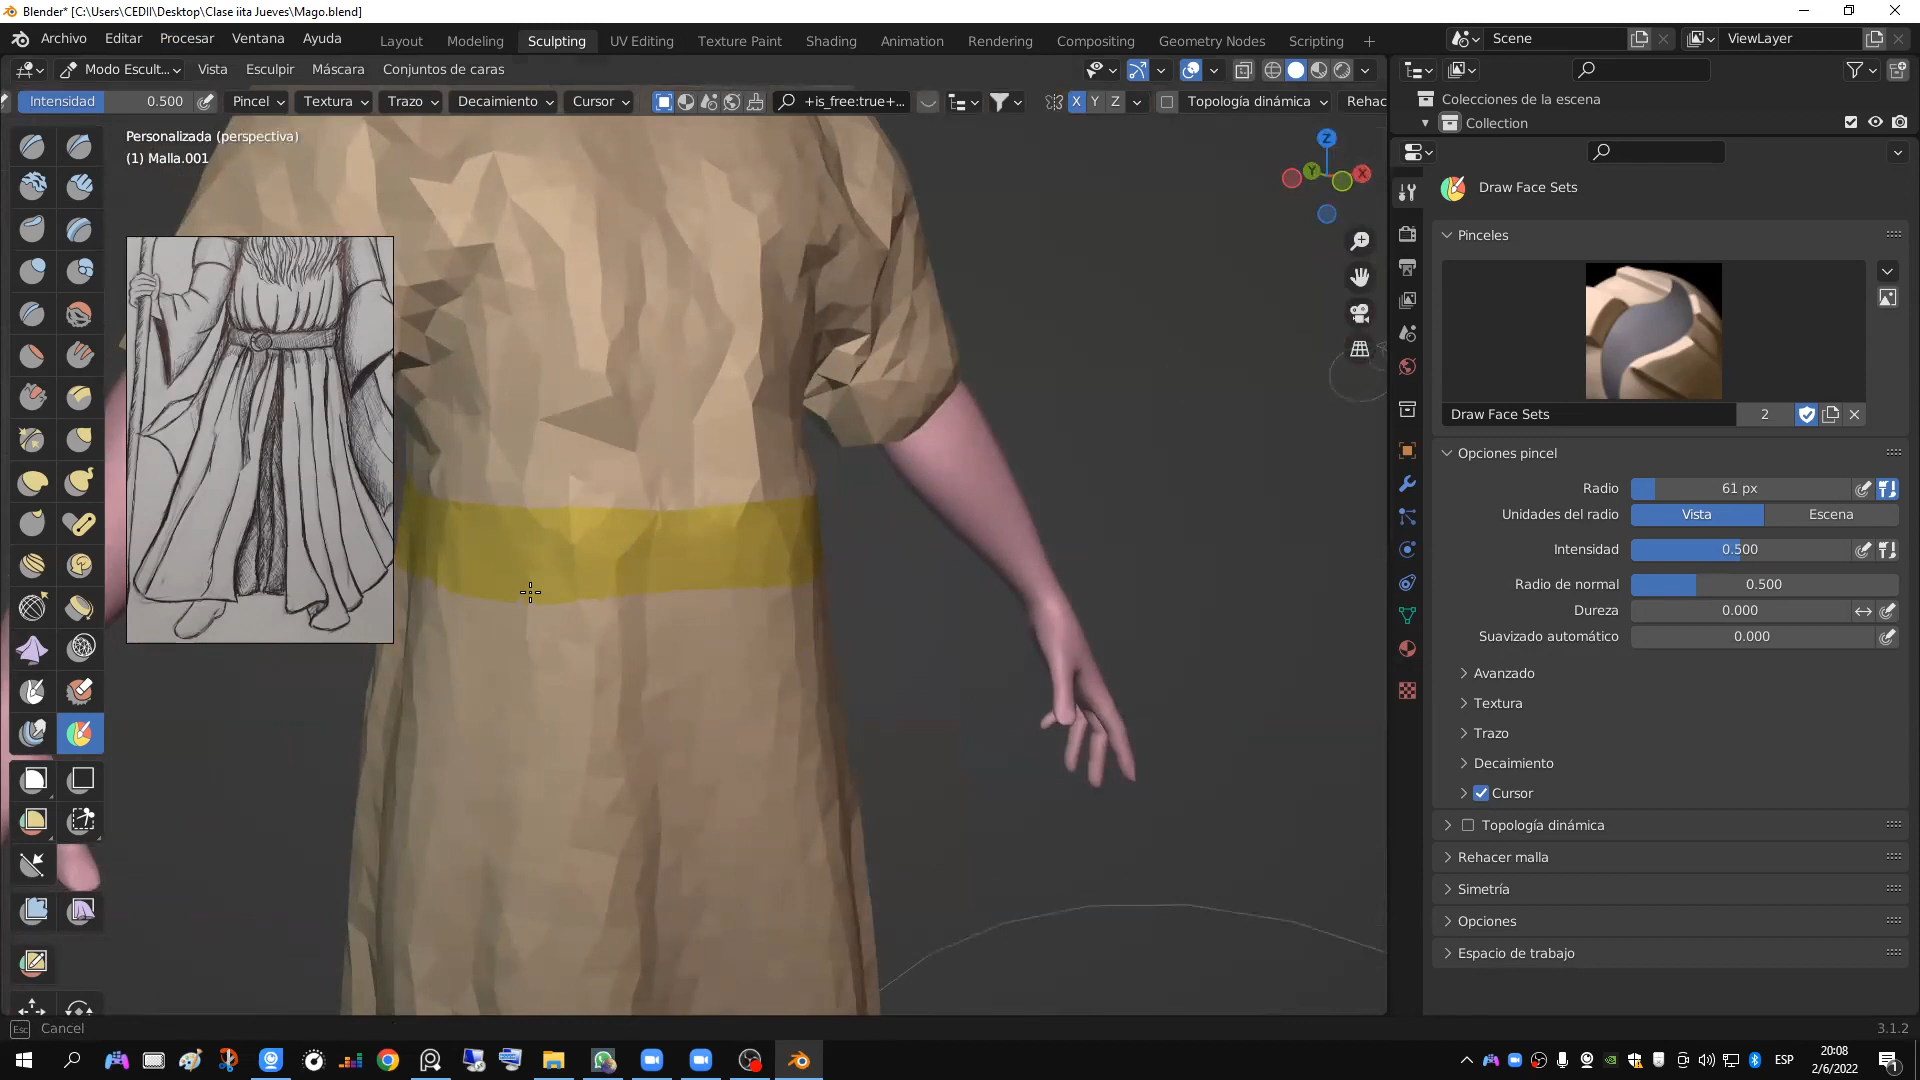 Blender* [C:\Users\CEDII\Desktop\Clase iita Jueves\Mago.blend]
Archivo Editar Procesar Ventana Ayuda Layout Modeling Sculpting UV Editing Texture Paint Shading Animation Rendering Compositing Geometry Nodes Scripting + Scene ViewLayer
Modo Escult... Vista Esculpir Máscara Conjuntos de caras
Intensidad 0.500 Pincel Textura Trazo Decaimiento Cursor +is_free:true+... X Y Z Topología dinámica Rehac
Colecciones de la escena
Collection
Personalizada (perspectiva)
(1) Malla.001
Z
Y
X
Draw Face Sets
Pinceles
Draw Face Sets 2
Opciones pincel
Radio 61 px
Unidades del radio Vista Escena
Intensidad 0.500
Radio de normal 0.500
Dureza 0.000
Suavizado automático 0.000
Avanzado
Textura
Trazo
Decaimiento
Cursor
Topología dinámica
Rehacer malla
Simetría
Opciones
Espacio de trabajo
Esc Cancel 3.1.2
ESP 20:08
2/6/2022 1